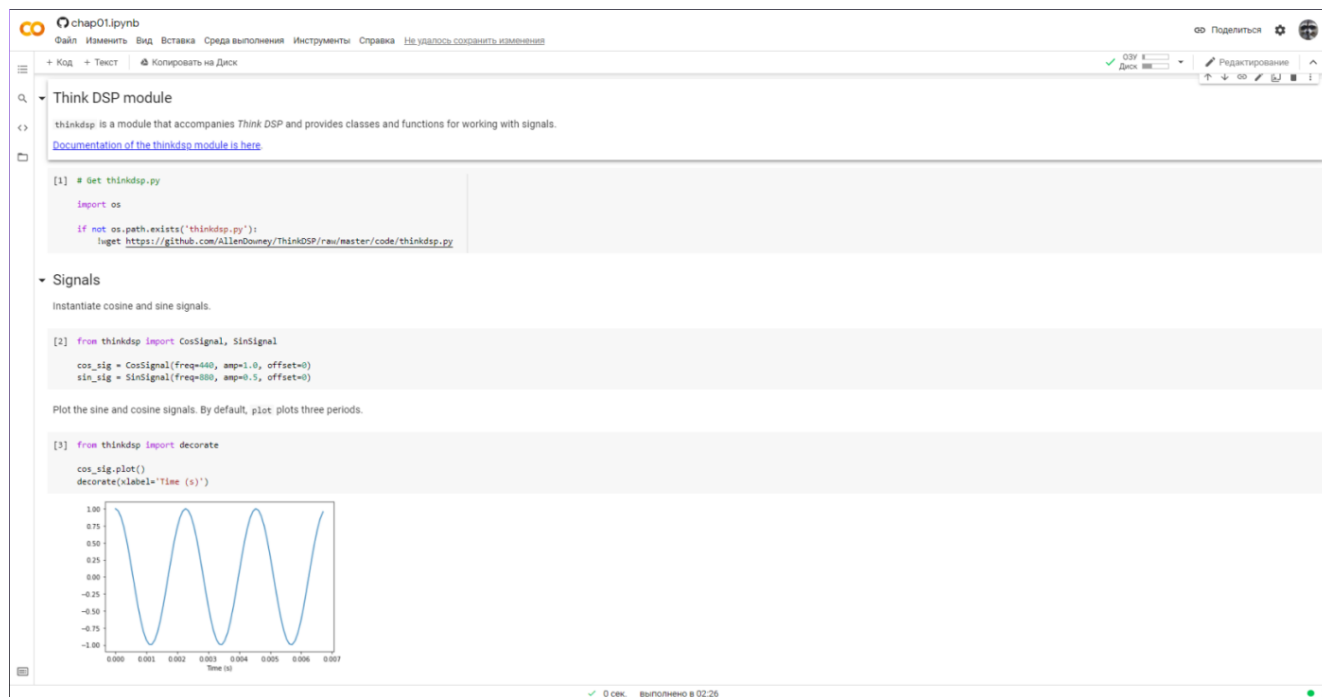 chap01.ipynb
Файл Изменить Вид Вставка Среда выполнения Инструменты Справка Не удалось сохранить изменения
Поделиться
+ Код + Текст Копировать на Диск
ОЗУ
Диск
Редактирование
Think DSP module
thinkdsp is a module that accompanies Think DSP and provides classes and functions for working with signals.
Documentation of the thinkdsp module is here.
[1] # Get thinkdsp.py
import os
if not os.path.exists('thinkdsp.py'):
!wget https://github.com/AllenDowney/ThinkDSP/raw/master/code/thinkdsp.py
Signals
Instantiate cosine and sine signals.
[2] from thinkdsp import CosSignal, SinSignal
cos_sig = CosSignal(freq=440, amp=1.0, offset=0)
sin_sig = SinSignal(freq=880, amp=0.5, offset=0)
Plot the sine and cosine signals. By default, plot plots three periods.
[3] from thinkdsp import decorate
cos_sig.plot()
decorate(xlabel='Time (s)')
1.00
0.75
0.50
0.25
0.00
−0.25
−0.50
−0.75
−1.00
0.000 0.001 0.002 0.003 0.004 0.005 0.006 0.007
Time (s)
0 сек. выполнено в 02:26